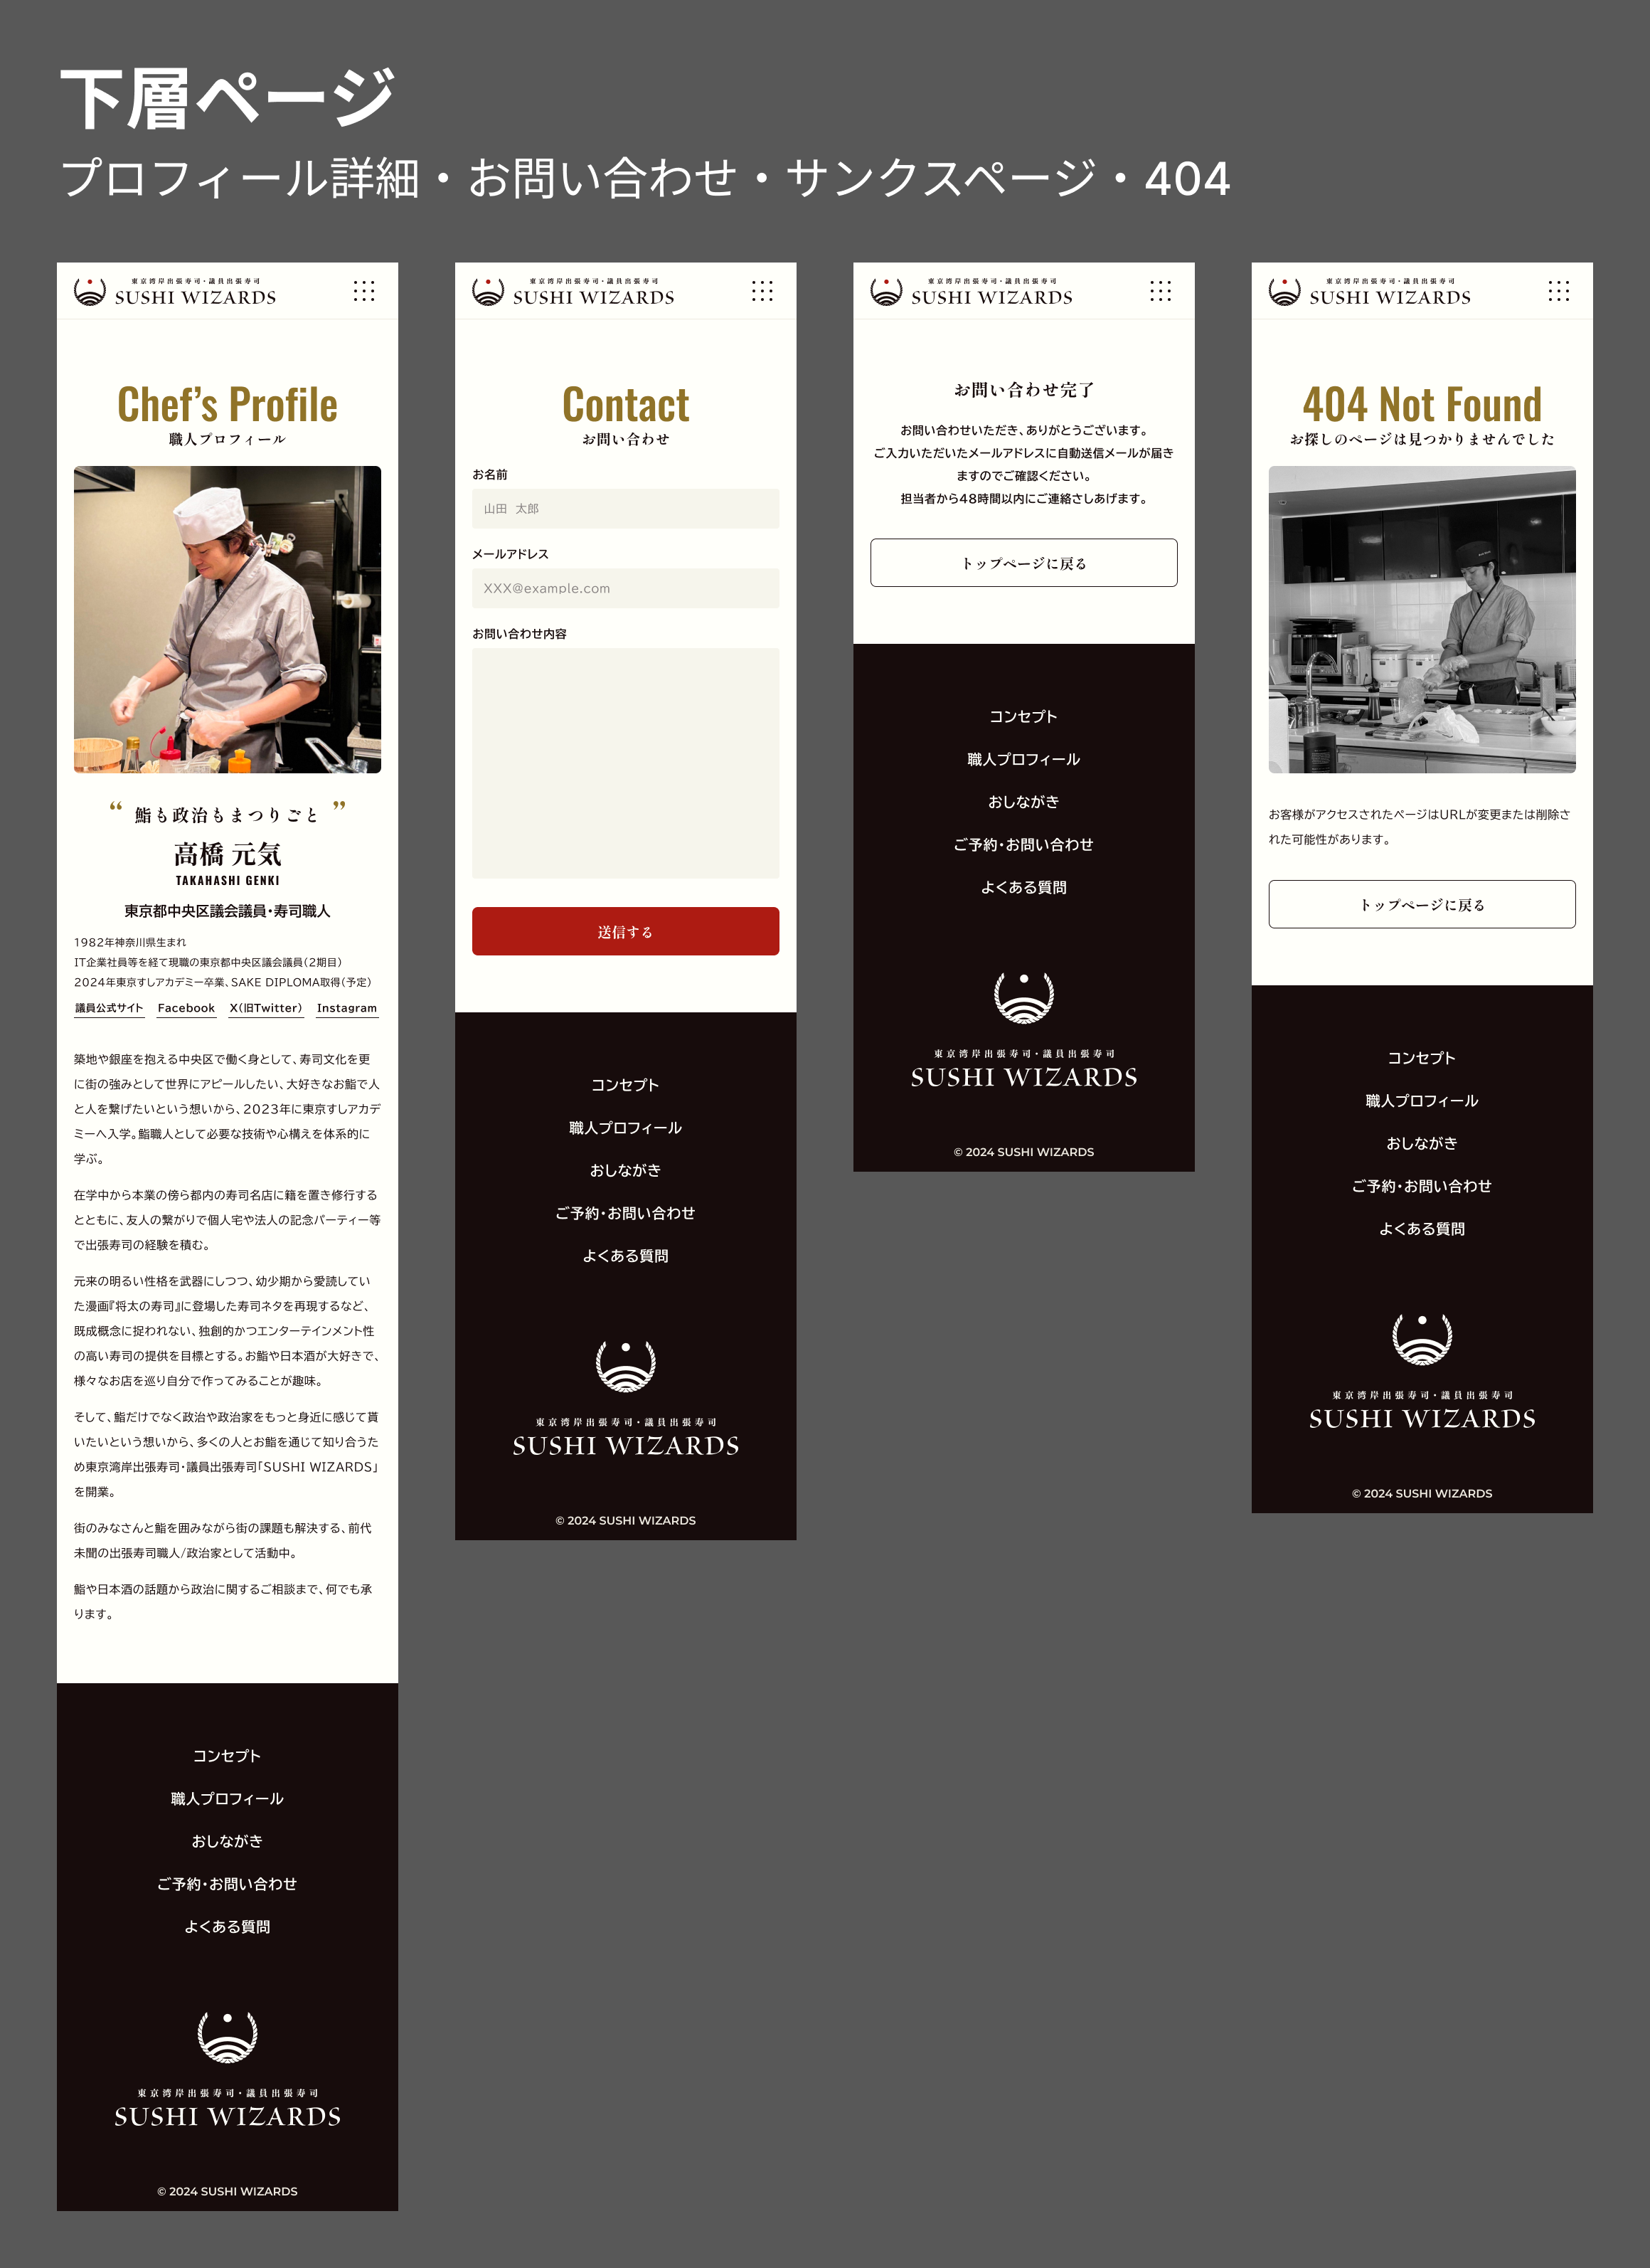 下層ページ
プロフィール詳細・お問い合わせ・サンクスページ・404
東京湾岸出張寿司・議員出張寿司
SUSHI WIZARDS
Chef’s Profile
職人プロフィール
“ 鮨も政治もまつりごと ”
高橋 元気
TAKAHASHI GENKI
東京都中央区議会議員・寿司職人
1982年神奈川県生まれ
IT企業社員等を経て現職の東京都中央区議会議員（2期目）
2024年東京すしアカデミー卒業、SAKE DIPLOMA取得（予定）
議員公式サイト Facebook X（旧Twitter） Instagram
築地や銀座を抱える中央区で働く身として、寿司文化を更
に街の強みとして世界にアピールしたい、大好きなお鮨で人
と人を繋げたいという想いから、2023年に東京すしアカデ
ミーへ入学。鮨職人として必要な技術や心構えを体系的に
学ぶ。
在学中から本業の傍ら都内の寿司名店に籍を置き修行する
とともに、友人の繋がりで個人宅や法人の記念パーティー等
で出張寿司の経験を積む。
元来の明るい性格を武器にしつつ、幼少期から愛読してい
た漫画『将太の寿司』に登場した寿司ネタを再現するなど、
既成概念に捉われない、独創的かつエンターテインメント性
の高い寿司の提供を目標とする。お鮨や日本酒が大好きで、
様々なお店を巡り自分で作ってみることが趣味。
そして、鮨だけでなく政治や政治家をもっと身近に感じて貰
いたいという想いから、多くの人とお鮨を通じて知り合うた
め東京湾岸出張寿司・議員出張寿司「SUSHI WIZARDS」
を開業。
街のみなさんと鮨を囲みながら街の課題も解決する、前代
未聞の出張寿司職人/政治家として活動中。
鮨や日本酒の話題から政治に関するご相談まで、何でも承
ります。
コンセプト
職人プロフィール
おしながき
ご予約・お問い合わせ
よくある質問
東京湾岸出張寿司・議員出張寿司
SUSHI WIZARDS
© 2024 SUSHI WIZARDS
東京湾岸出張寿司・議員出張寿司
SUSHI WIZARDS
Contact
お問い合わせ
お名前
山田 太郎
メールアドレス
XXX@example.com
お問い合わせ内容
送信する
コンセプト
職人プロフィール
おしながき
ご予約・お問い合わせ
よくある質問
東京湾岸出張寿司・議員出張寿司
SUSHI WIZARDS
© 2024 SUSHI WIZARDS
東京湾岸出張寿司・議員出張寿司
SUSHI WIZARDS
お問い合わせ完了
お問い合わせいただき、ありがとうございます。
ご入力いただいたメールアドレスに自動送信メールが届き
ますのでご確認ください。
担当者から48時間以内にご連絡さしあげます。
トップページに戻る
コンセプト
職人プロフィール
おしながき
ご予約・お問い合わせ
よくある質問
東京湾岸出張寿司・議員出張寿司
SUSHI WIZARDS
© 2024 SUSHI WIZARDS
東京湾岸出張寿司・議員出張寿司
SUSHI WIZARDS
404 Not Found
お探しのページは見つかりませんでした
お客様がアクセスされたページはURLが変更または削除さ
れた可能性があります。
トップページに戻る
コンセプト
職人プロフィール
おしながき
ご予約・お問い合わせ
よくある質問
東京湾岸出張寿司・議員出張寿司
SUSHI WIZARDS
© 2024 SUSHI WIZARDS